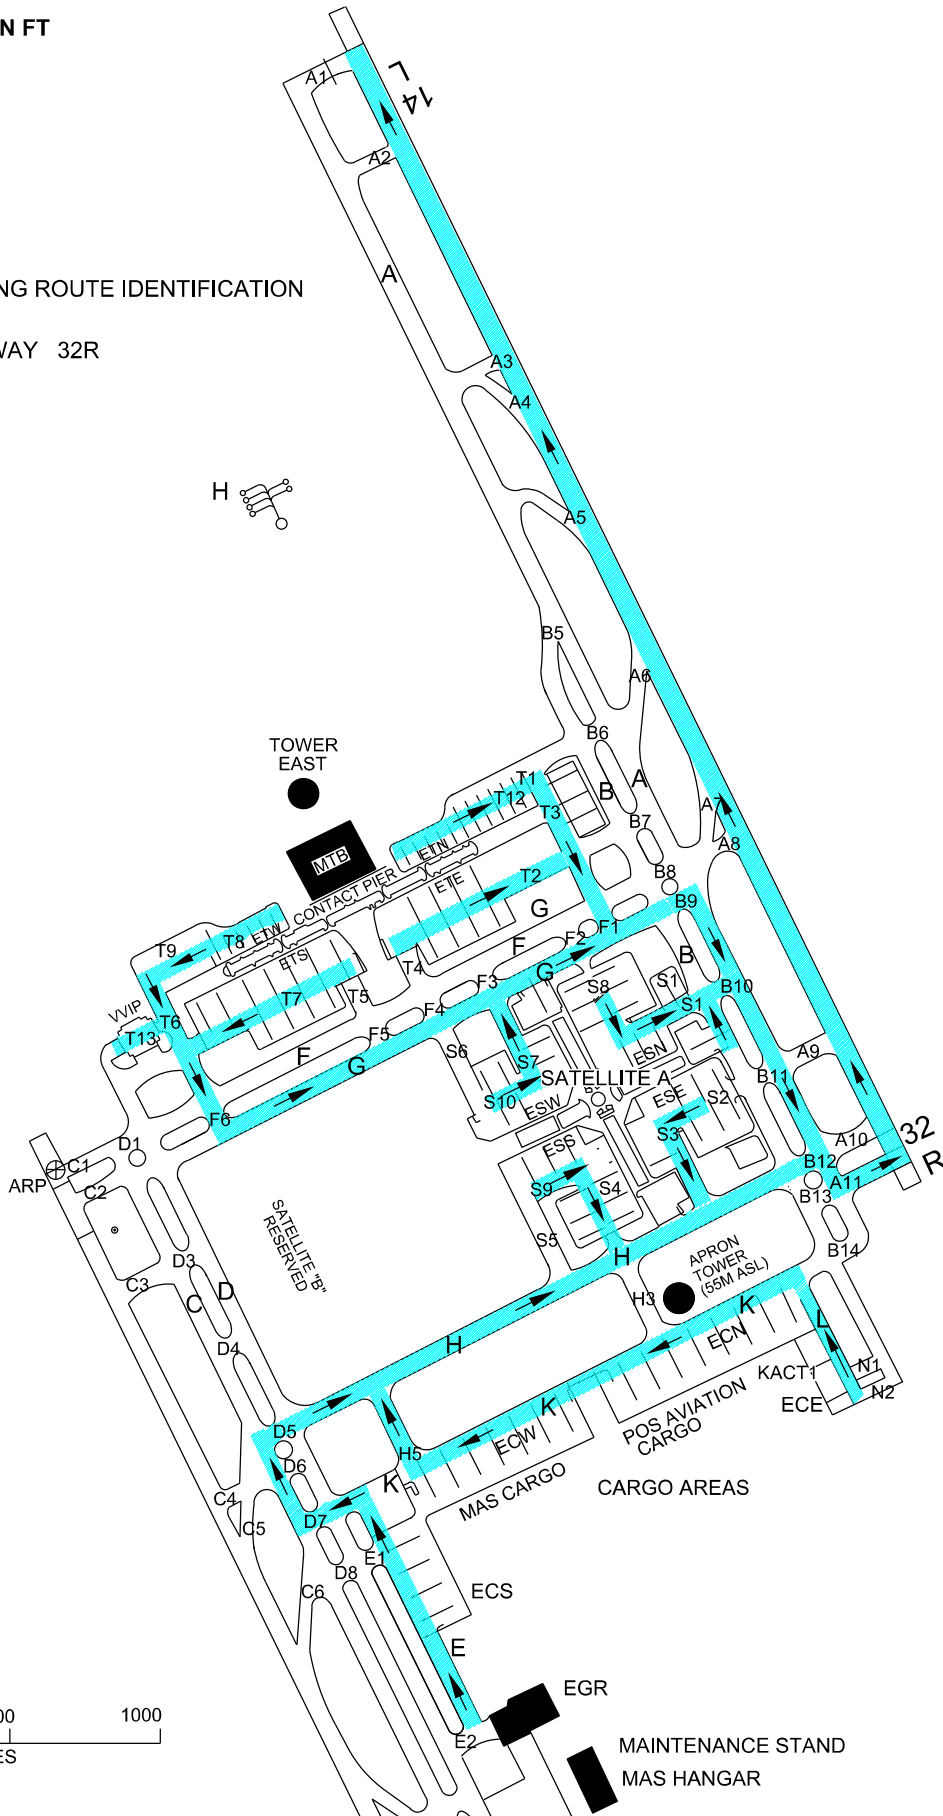 N FT
A1
14
L
A2
A
NG ROUTE IDENTIFICATION
WAY 32R
A3
A4
H
A5
B5
A6
B6
TOWER
EAST
T1
T12
T3
B
A
A7
B7
A8
MTB
ETN
CONTACT PIER
ETE
T2
B8
B9
G
F1
F2
T9
T8
ETW
ETS
F
G
B
T4
F3
T7
T5
S8
S1
S1
B10
VVIP
T13
T6
F4
F5
F
G
S6
S7
ESN
A9
SATELLITE A
S10
ESW
ESE
S2
B11
F6
D1
S3
32
R
A10
ESS
C1
ARP
C2
S9
S4
B12
A11
B13
SATELLITE "B"
RESERVED
S5
H
APRON
TOWER
(55M ASL)
B14
D3
C3
C
D
H3
K
L
H
ECN
D4
KACT1
N1
N2
ECE
K
POS AVIATION
CARGO
D5
H5
ECW
D6
K
MAS CARGO
CARGO AREAS
C4
C5
D7
E1
D8
C6
ECS
E
EGR
E2
00
1000
ES
MAINTENANCE STAND
MAS HANGAR